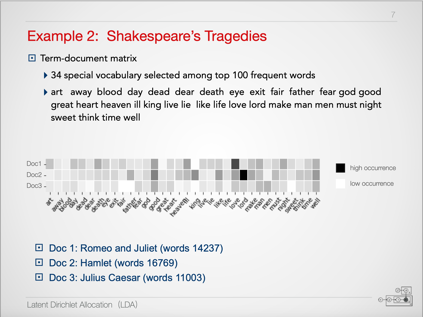 7
Example 2: Shakespeare's Tragedies
Term-document matrix
34 special vocabulary selected among top 100 frequent words
art away blood day dead dear death eye exit fair father fear god good
great heart heaven ill king live lie like life love lord make man men must night
sweet think time well
Doc1
Doc2
Doc3
high occurrence
low occurrence
art away blood day dead dear death eye exit fair father fear god good great heart heaven ill king live lie like life love lord make man men must night sweet think time well
Doc 1: Romeo and Juliet (words 14237)
Doc 2: Hamlet (words 16769)
Doc 3: Julius Caesar (words 11003)
Latent Dirichlet Allocation (LDA)